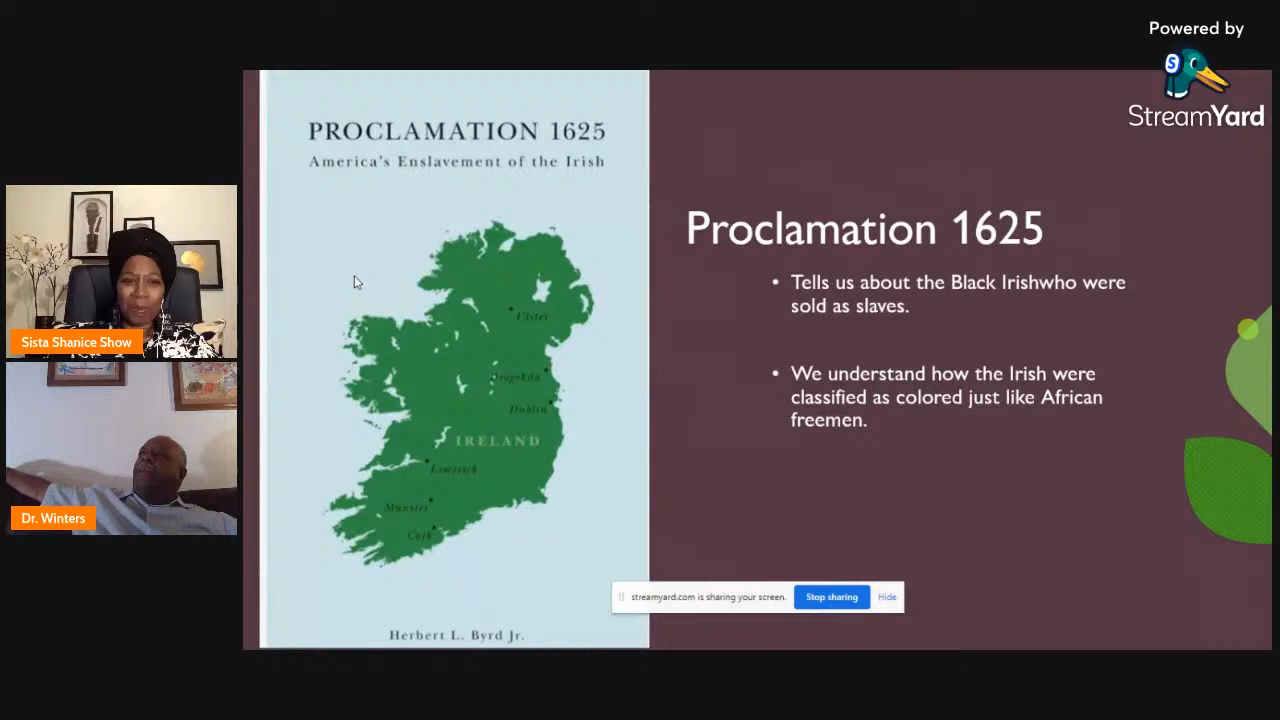 Powered by
StreamYard
PROCLAMATION 1625
America's Enslavement of the Irish
Ulster
Drogheda
Dublin
IRELAND
Limerick
Munster
Cork
Herbert L. Byrd Jr.
Proclamation 1625
• Tells us about the Black Irishwho were
sold as slaves.
• We understand how the Irish were
classified as colored just like African
freemen.
Sista Shanice Show
Dr. Winters
streamyard.com is sharing your screen.
Stop sharing
Hide